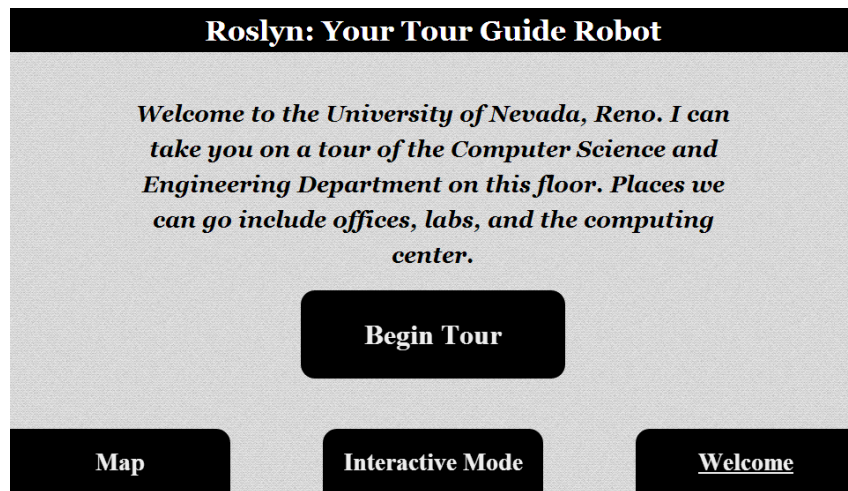 Roslyn: Your Tour Guide Robot
Welcome to the University of Nevada, Reno. I can
take you on a tour of the Computer Science and
Engineering Department on this floor. Places we
can go include offices, labs, and the computing
center.
Begin Tour
Map
Interactive Mode
Welcome